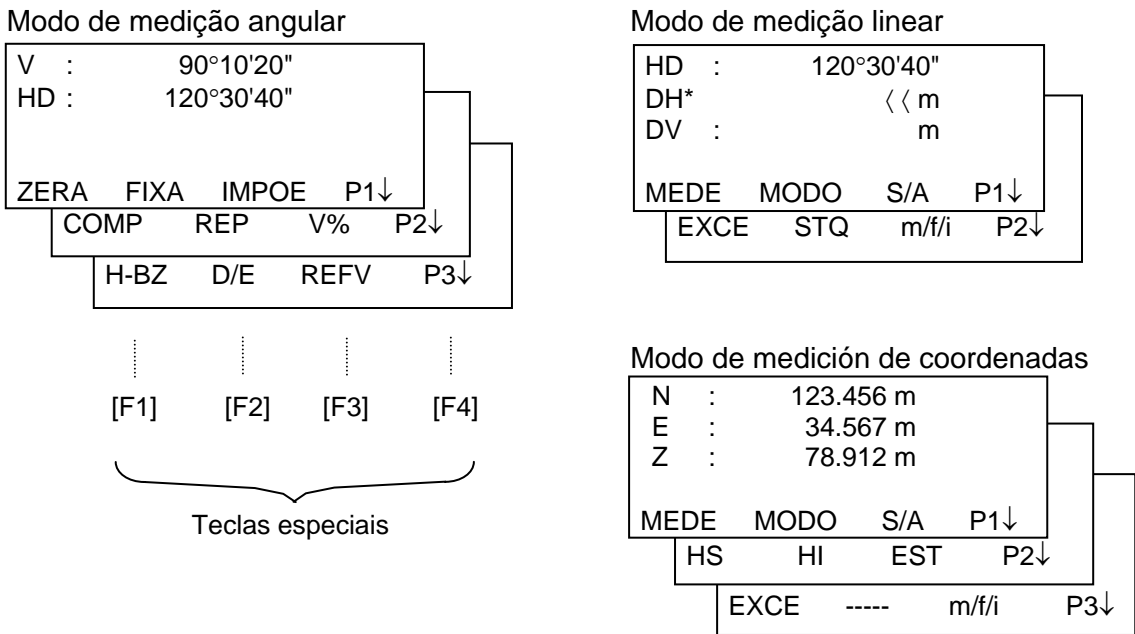 Modo de medição angular
V : 90°10'20"
HD : 120°30'40"
ZERA FIXA IMPOE P1↓
COMP REP V% P2↓
H-BZ D/E REFV P3↓
[F1] [F2] [F3] [F4]
Teclas especiais
Modo de medição linear
HD : 120°30'40"
DH* 〈〈 m
DV : m
MEDE MODO S/A P1↓
EXCE STQ m/f/i P2↓
Modo de medición de coordenadas
N : 123.456 m
E : 34.567 m
Z : 78.912 m
MEDE MODO S/A P1↓
HS HI EST P2↓
EXCE ----- m/f/i P3↓